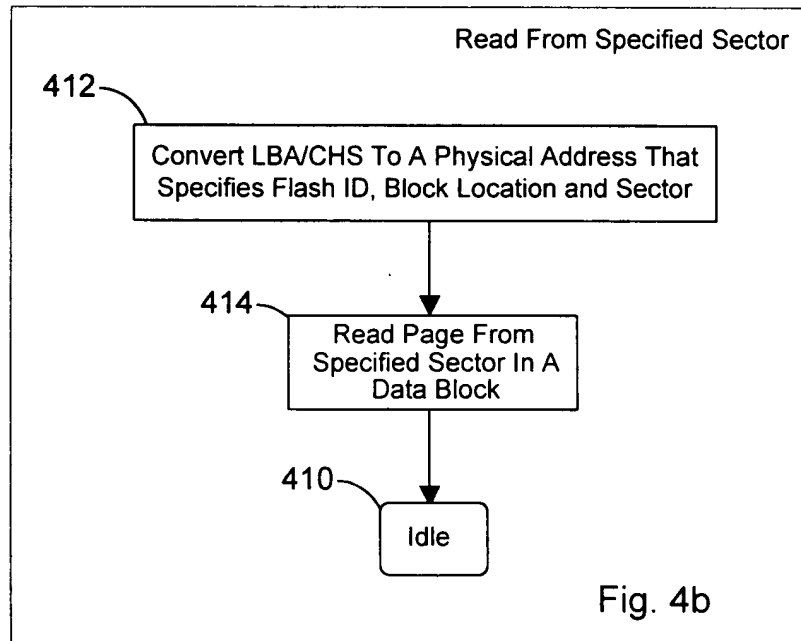 Read From Specified Sector
412
Convert LBA/CHS To A Physical Address That
Specifies Flash ID, Block Location and Sector
414
Read Page From
Specified Sector In A
Data Block
410
Idle
Fig. 4b